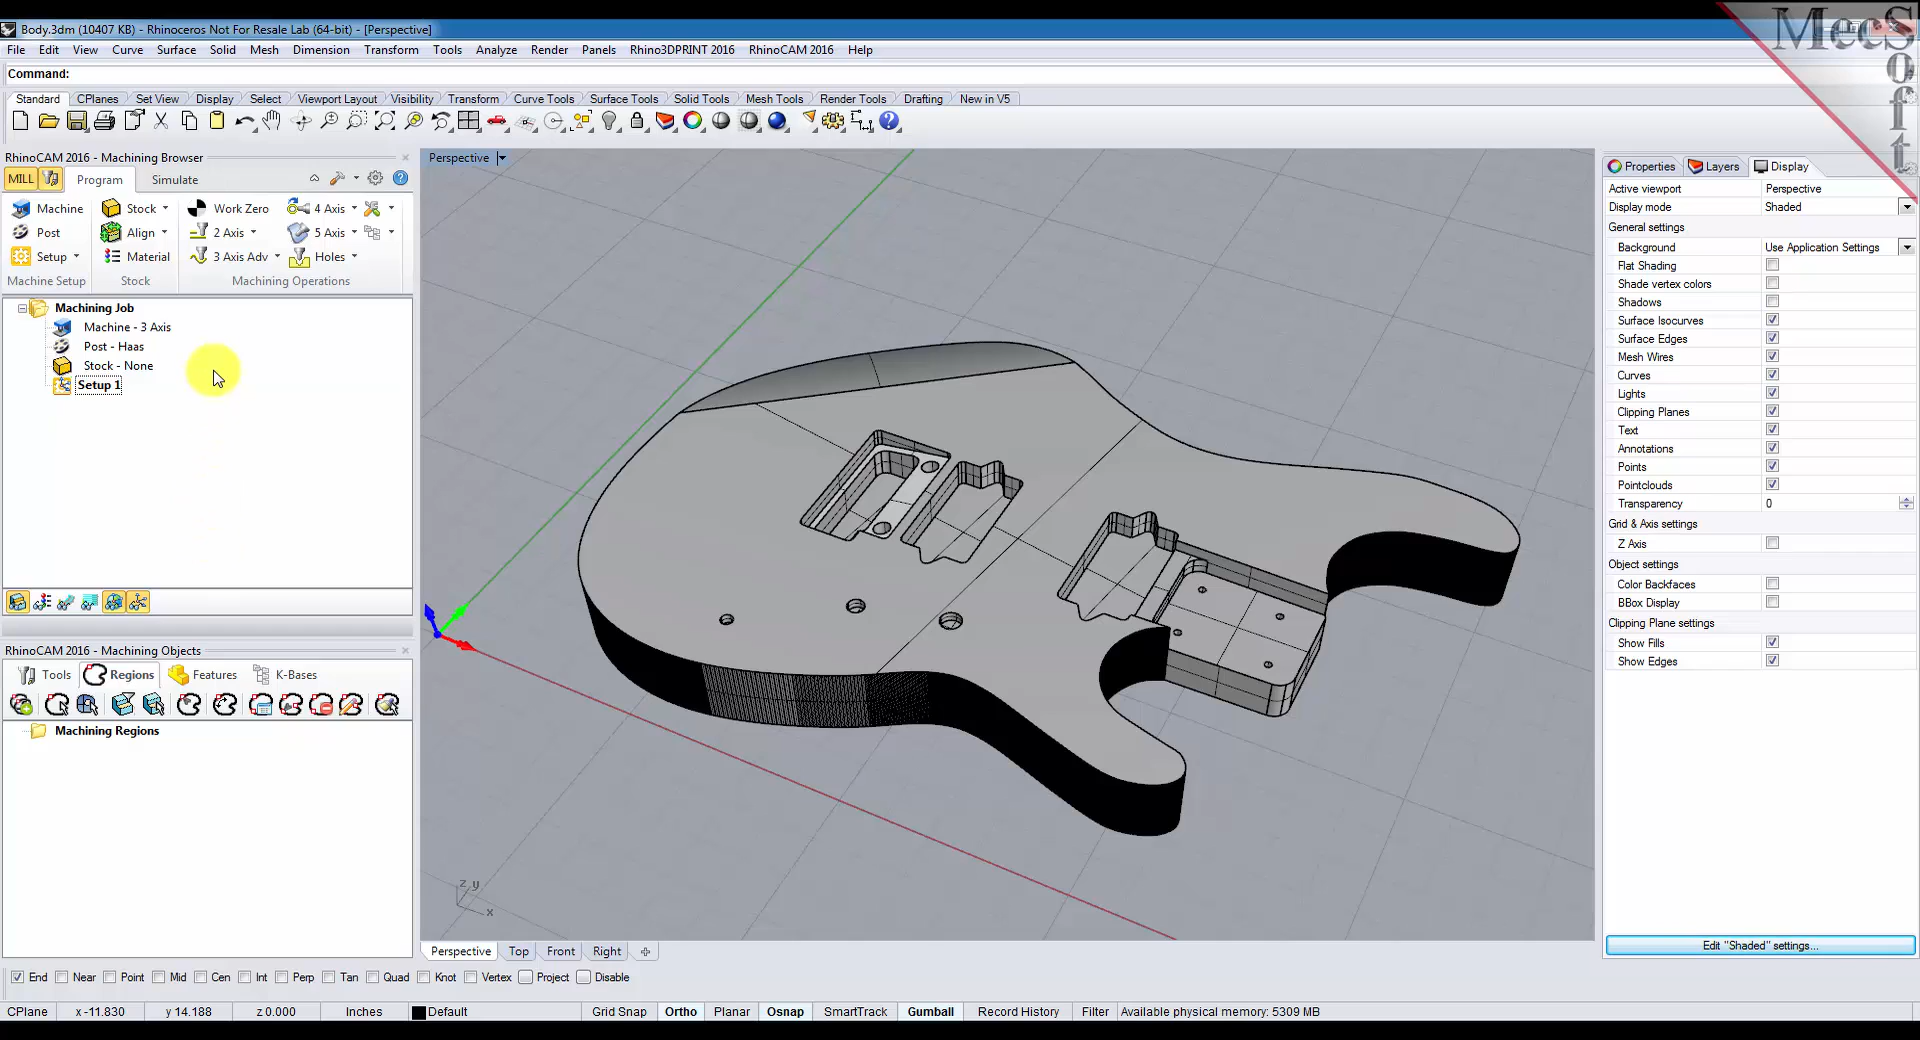 Body.3dm (10407 KB) - Rhinoceros Not For Resale Lab (64-bit) - [Perspective]
MecSoft
File Edit View Curve Surface Solid Mesh Dimension Transform Tools Analyze Render Panels Rhino3DPRINT 2016 RhinoCAM 2016 Help
Command:
Standard CPlanes Set View Display Select Viewport Layout Visibility Transform Curve Tools Surface Tools Solid Tools Mesh Tools Render Tools Drafting New in V5
RhinoCAM 2016 - Machining Browser
MILL Program Simulate
Machine Stock Work Zero 4 Axis
Post Align 2 Axis 5 Axis
Setup Material 3 Axis Adv Holes
Machine Setup Stock Machining Operations
Machining Job
Machine - 3 Axis
Post - Haas
Stock - None
Setup 1
RhinoCAM 2016 - Machining Objects
Tools Regions Features K-Bases
Machining Regions
Perspective
z y
x
Perspective Top Front Right
Properties Layers Display
Active viewport Perspective
Display mode Shaded
General settings
Background Use Application Settings
Flat Shading
Shade vertex colors
Shadows
Surface Isocurves
Surface Edges
Mesh Wires
Curves
Lights
Clipping Planes
Text
Annotations
Points
Pointclouds
Transparency 0
Grid & Axis settings
Z Axis
Object settings
Color Backfaces
BBox Display
Clipping Plane settings
Show Fills
Show Edges
Edit "Shaded" settings...
End Near Point Mid Cen Int Perp Tan Quad Knot Vertex Project Disable
CPlane x -11.830 y 14.188 z 0.000 Inches Default Grid Snap Ortho Planar Osnap SmartTrack Gumball Record History Filter Available physical memory: 5309 MB